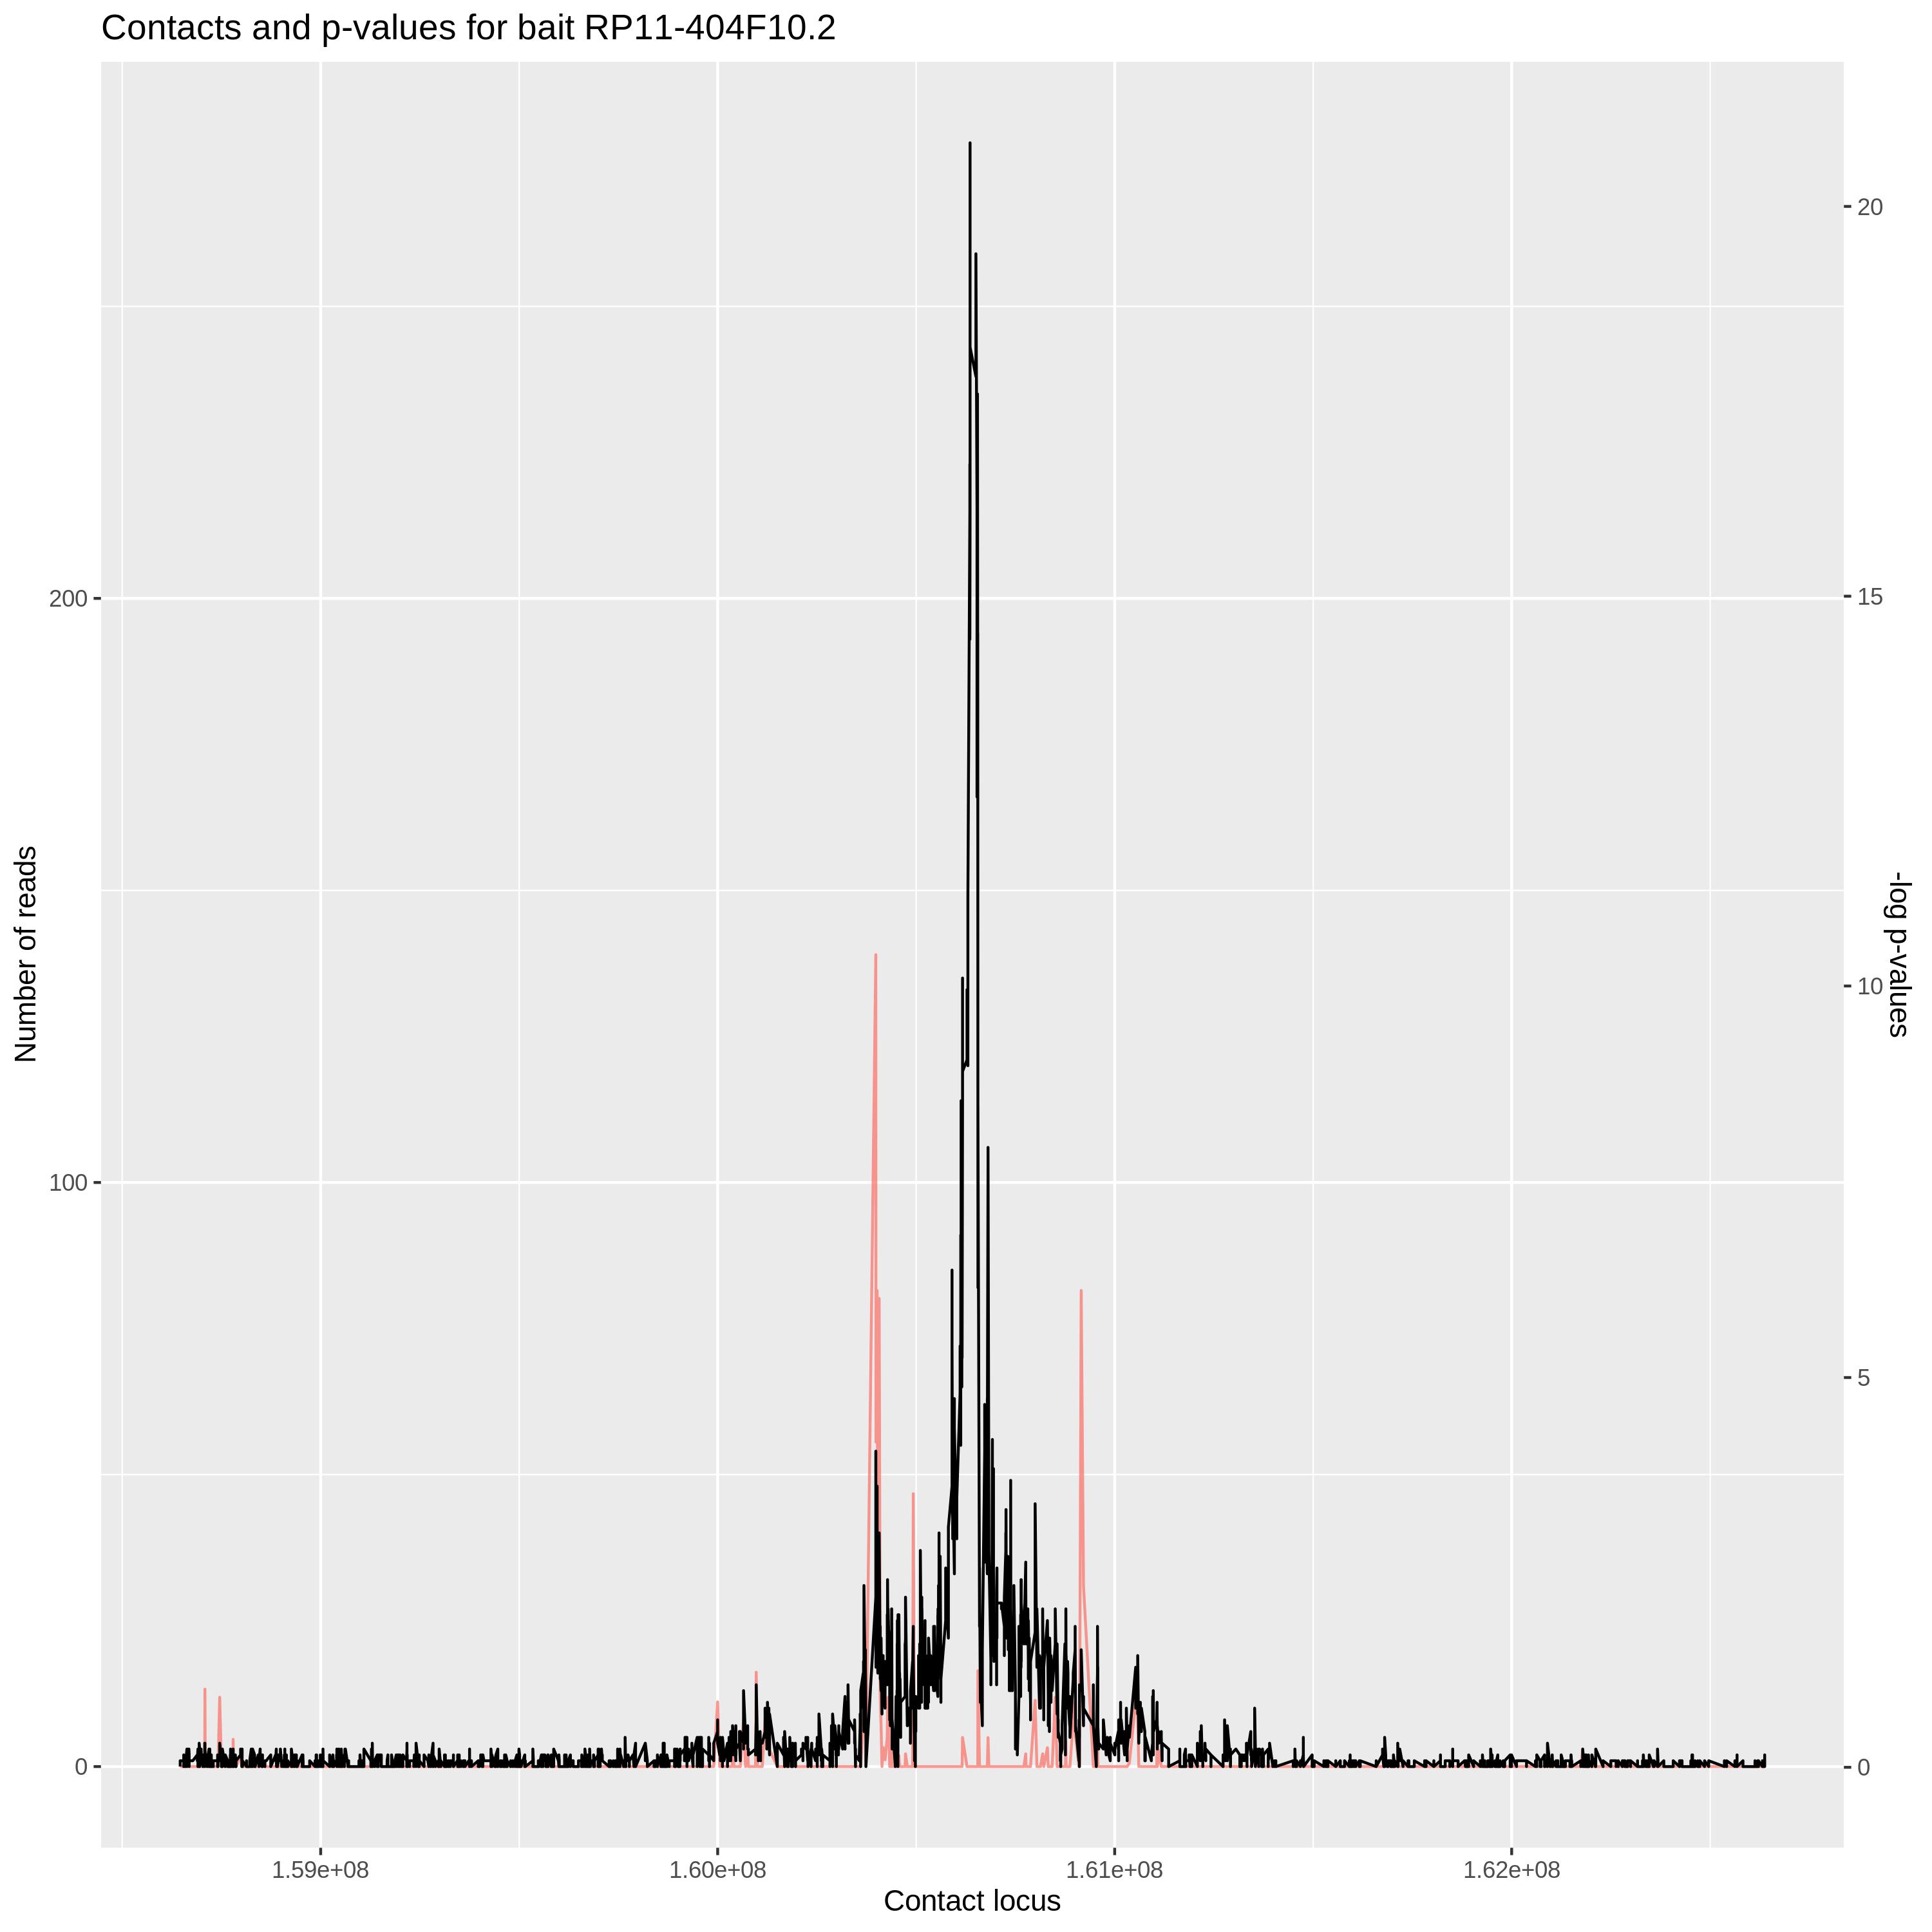 Contacts and p-values for bait RP11-404F10.2
Number of reads
200
100
0
20
15
10
5
0
-log p-values
1.59e+08
1.60e+08
1.61e+08
1.62e+08
Contact locus